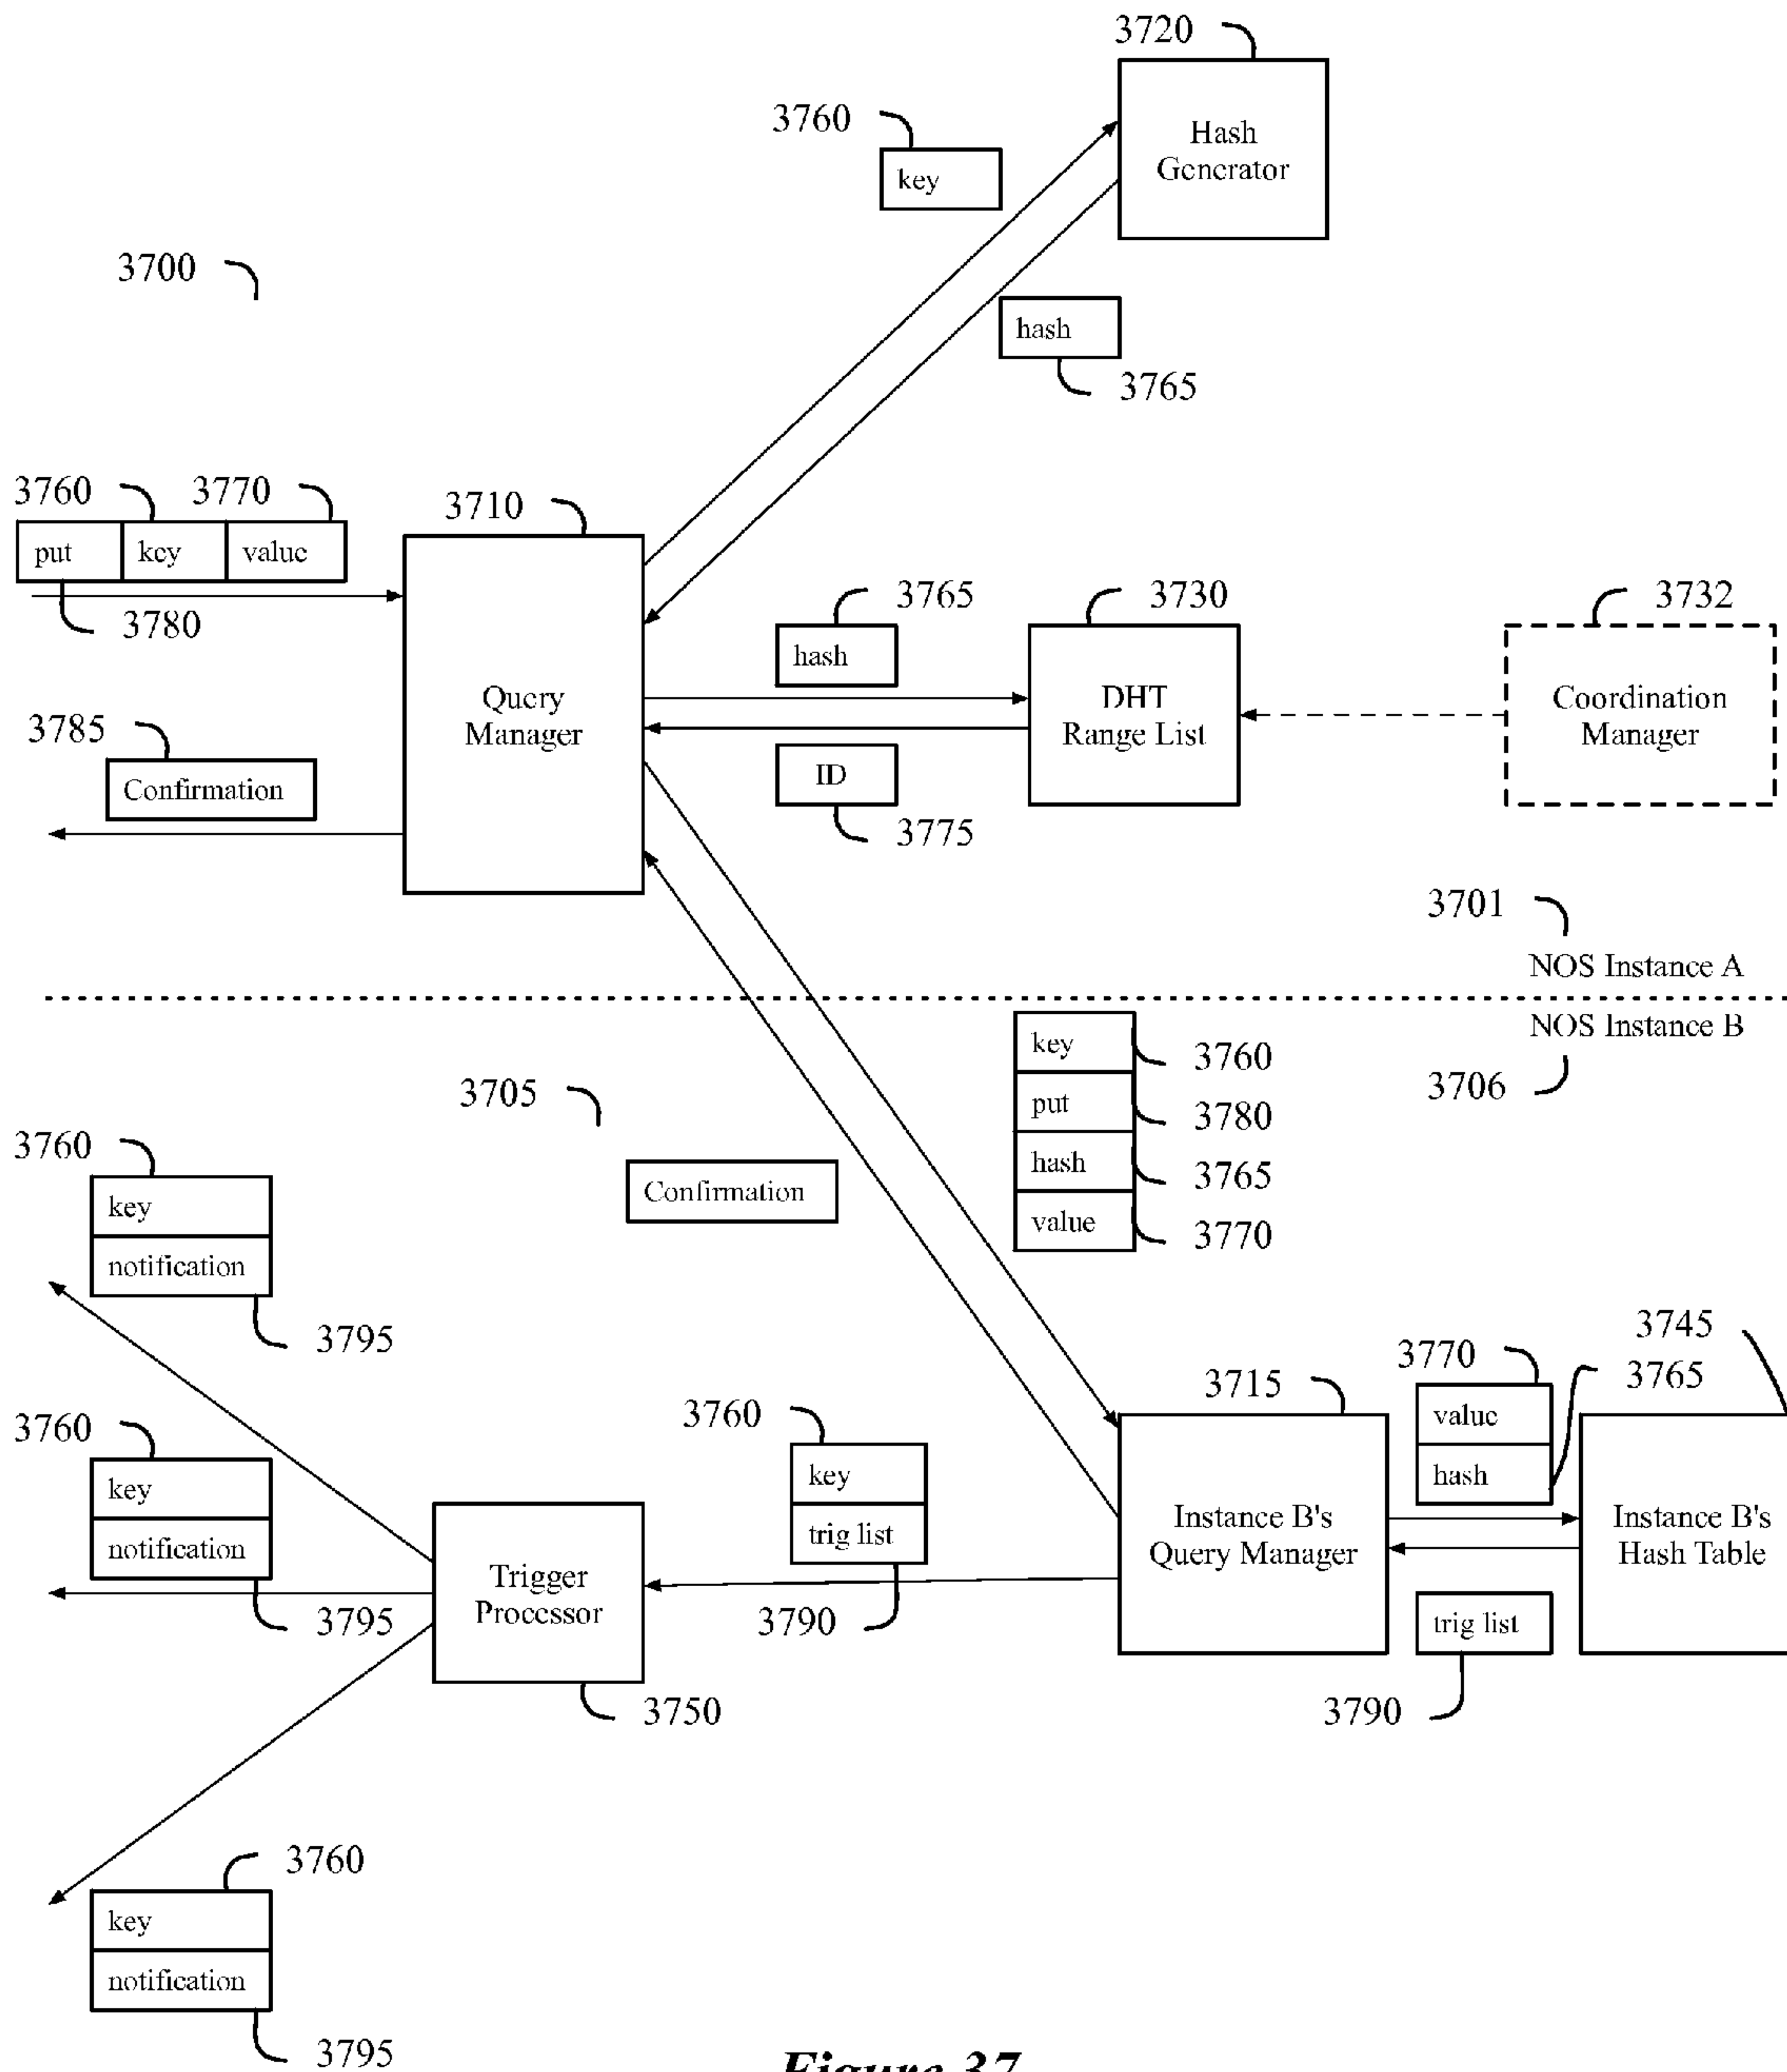 3720
3760
Hash
Generator
key
3700
hash
3765
3760
3770
3710
put
key
value
3780
3765
3730
3732
hash
Query
Manager
DHT
Range List
Coordination
Manager
3785
Confirmation
ID
3775
3701
NOS Instance A
NOS Instance B
3706
key
3760
put
3780
hash
3765
value
3770
3705
Confirmation
3760
key
notification
3795
3745
3770
3765
3715
value
hash
3760
key
notification
3795
3760
key
trig list
3790
Trigger
Processor
3750
Instance B's
Query Manager
Instance B's
Hash Table
trig list
3790
3760
key
notification
3795
Figure 37